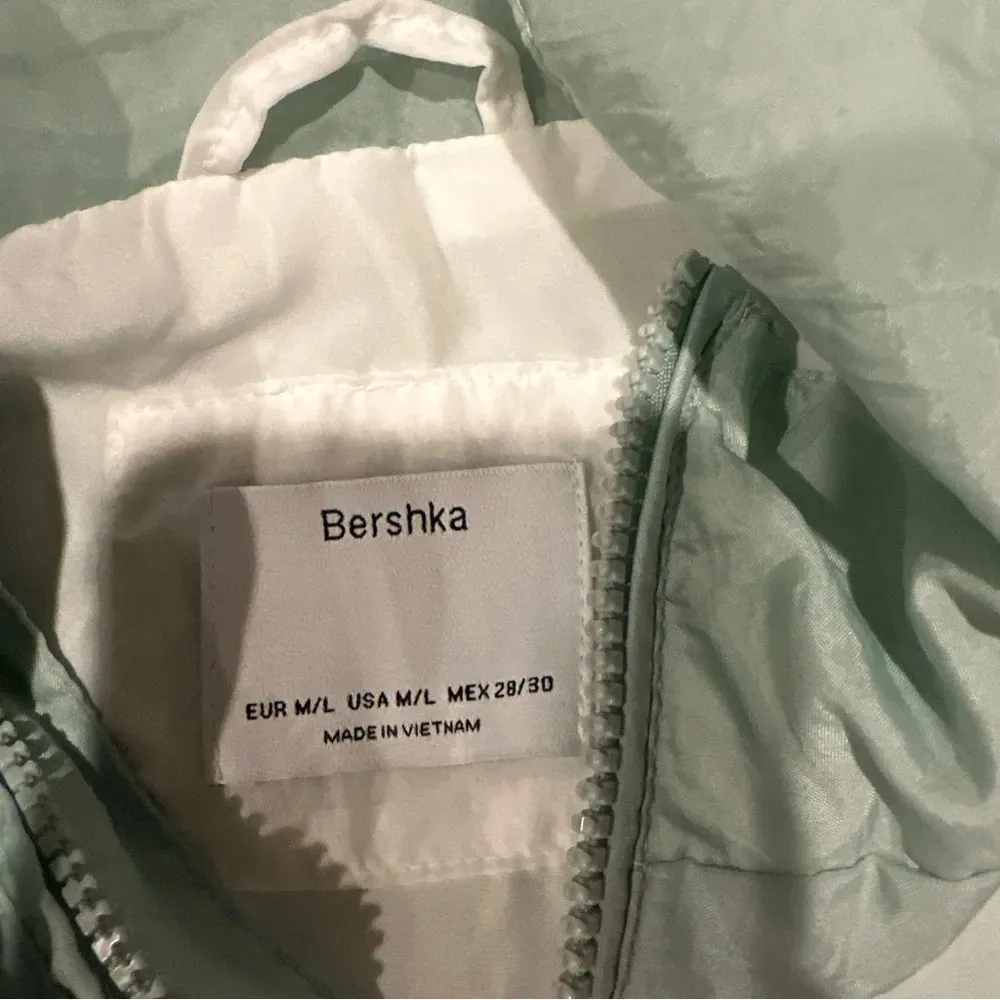 Bershka
EUR M/L USA M/L MEX 28/30
MADE IN VIETNAM